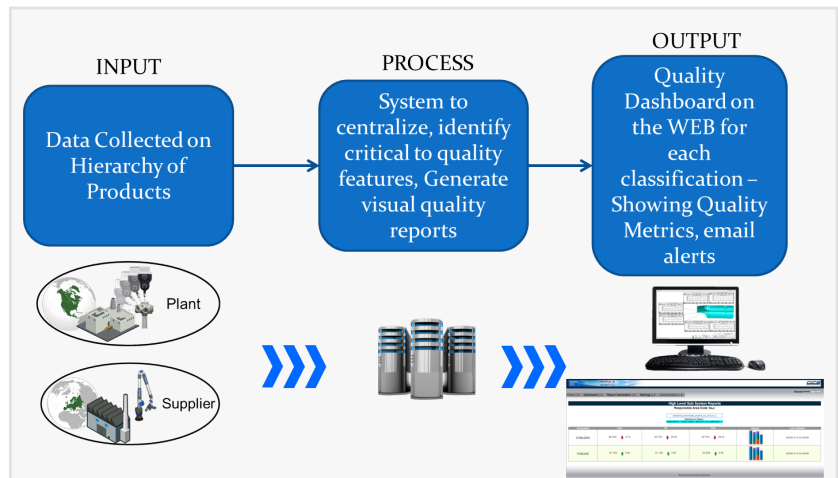 INPUT
Data Collected on
Hierarchy of
Products
PROCESS
System to
centralize, identify
critical to quality
features, Generate
visual quality
reports
OUTPUT
Quality
Dashboard on
the WEB for
each
classification –
Showing Quality
Metrics, email
alerts
Plant
Supplier
High Level Sub System Reports